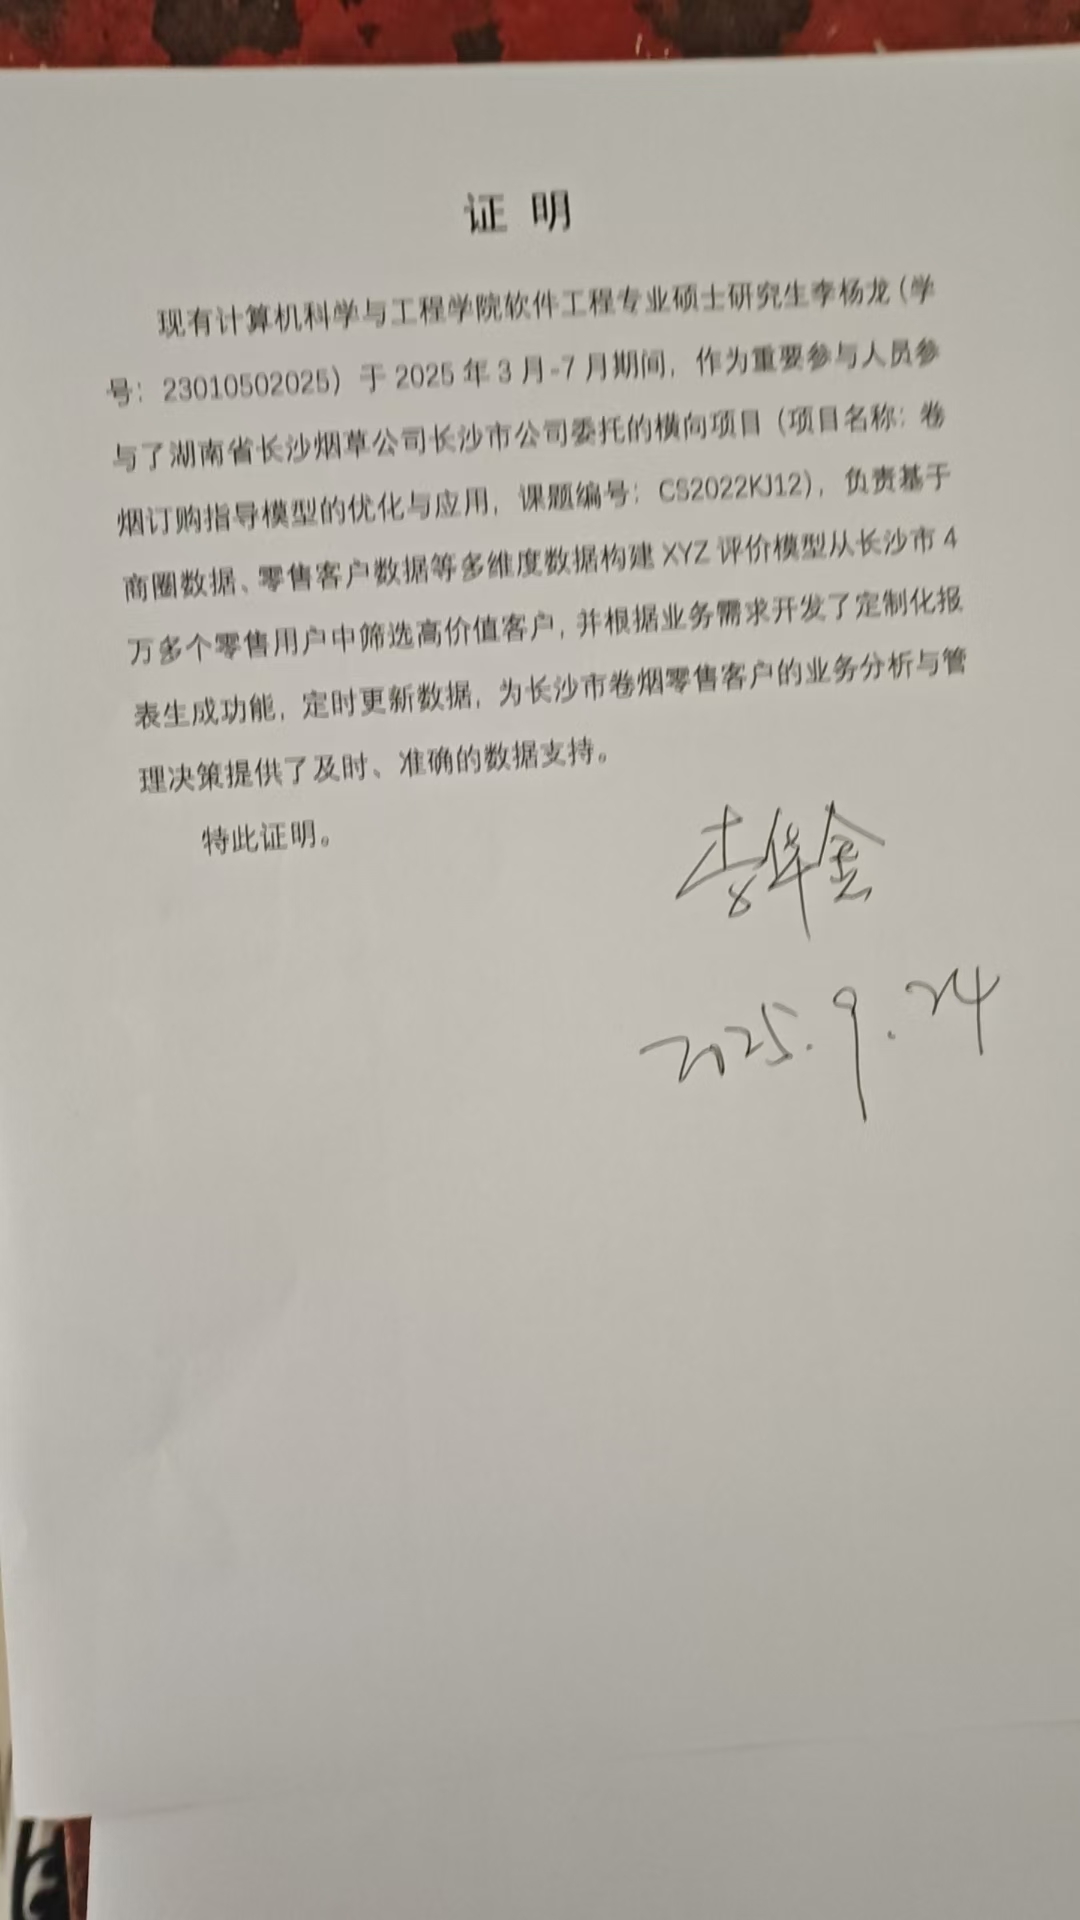 证 明
现有计算机科学与工程学院软件工程专业硕士研究生李杨龙（学
号：23010502025）于 2025 年 3 月-7 月期间，作为重要参与人员参
与了湖南省长沙烟草公司长沙市公司委托的横向项目（项目名称：卷
烟订购指导模型的优化与应用，课题编号：CS2022KJ12），负责基于
商圈数据、零售客户数据等多维度数据构建 XYZ 评价模型从长沙市 4
万多个零售用户中筛选高价值客户，并根据业务需求开发了定制化报
表生成功能，定时更新数据，为长沙市卷烟零售客户的业务分析与管
理决策提供了及时、准确的数据支持。
特此证明。
李华金
2025.9.24